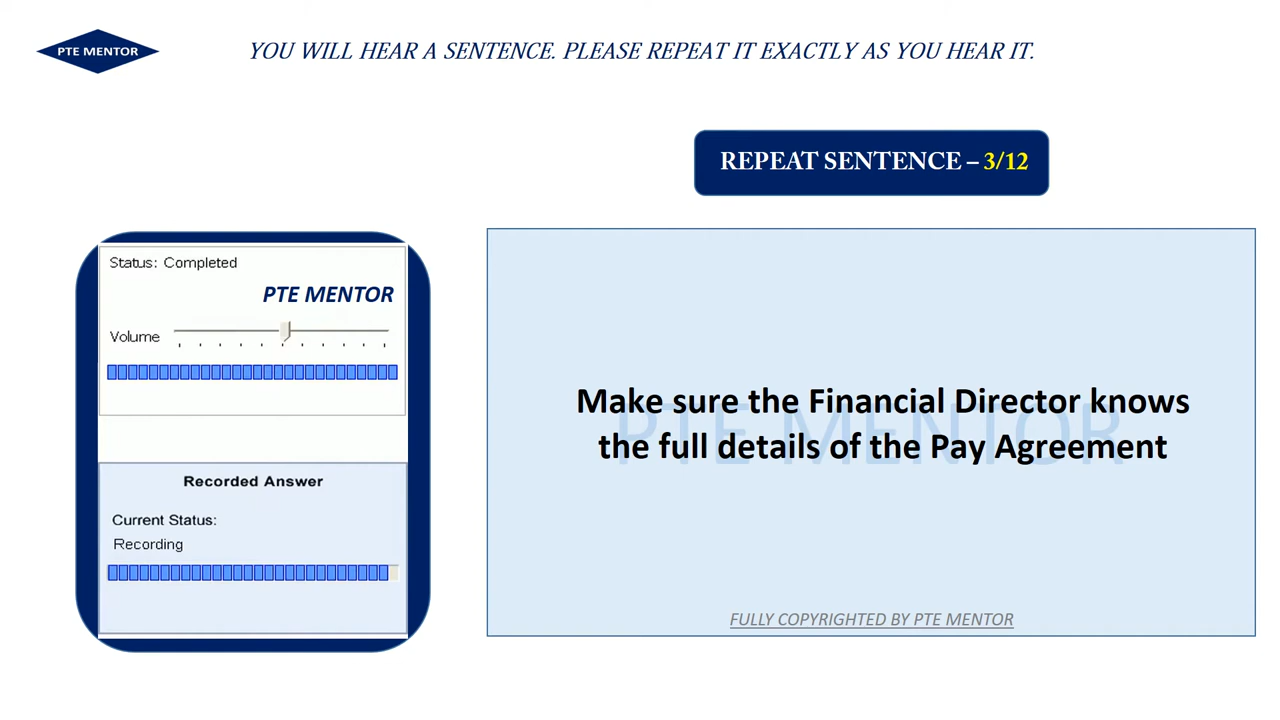 PTE MENTOR
YOU WILL HEAR A SENTENCE. PLEASE REPEAT IT EXACTLY AS YOU HEAR IT.
REPEAT SENTENCE – 3/12
Status: Completed
PTE MENTOR
Volume
Recorded Answer
Current Status:
Recording
PTE MENTOR
Make sure the Financial Director knows
the full details of the Pay Agreement
FULLY COPYRIGHTED BY PTE MENTOR